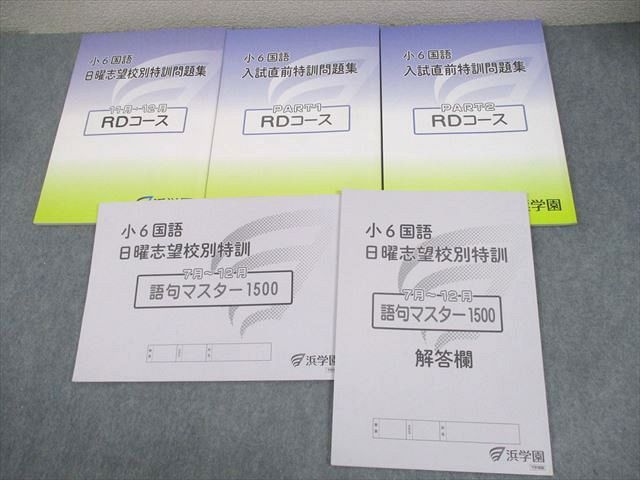 小6国語
日曜志望校別特訓問題集
11月〜12月
RDコース
浜学園
小6国語
入試直前特訓問題集
PART-1
RDコース
小6国語
入試直前特訓問題集
PART-2
RDコース
学園
小6国語
日曜志望校別特訓
7月〜12月
語句マスター1500
浜学園
小6国語
日曜志望校別特訓
7月〜12月
語句マスター1500
解答欄
浜学園